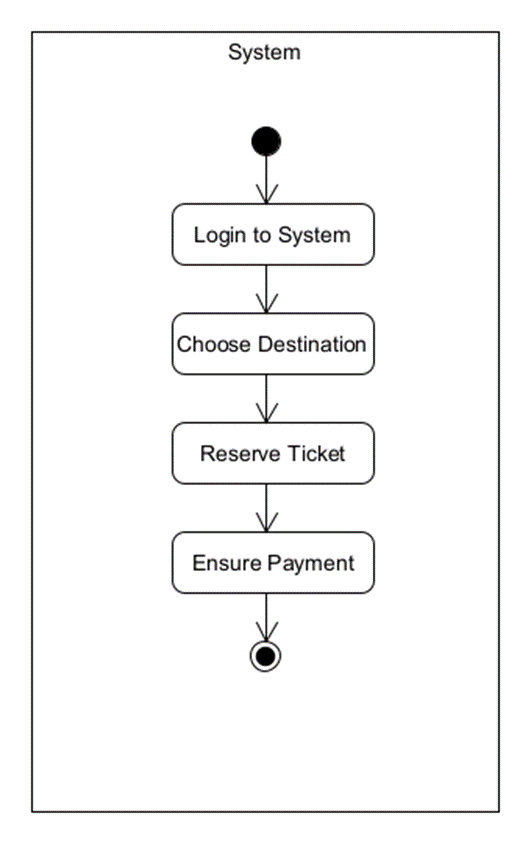 System
Login to System
Choose Destination
Reserve Ticket
Ensure Payment